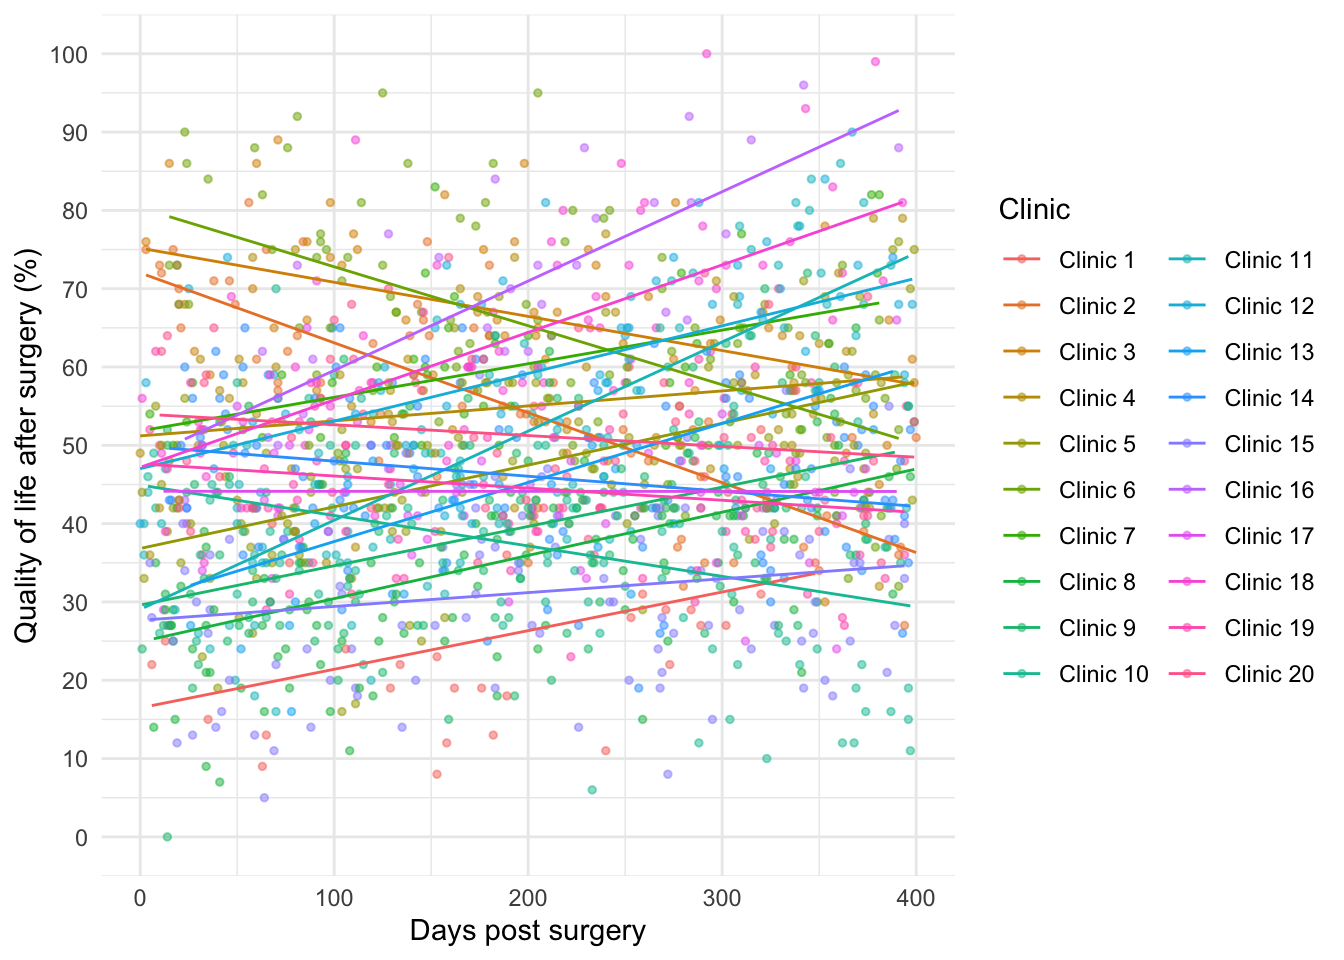 100
90
80
70
60
50
40
30
20
10
0
Quality of life after surgery (%)
0 100 200 300 400
Days post surgery
Clinic
Clinic 1
Clinic 2
Clinic 3
Clinic 4
Clinic 5
Clinic 6
Clinic 7
Clinic 8
Clinic 9
Clinic 10
Clinic 11
Clinic 12
Clinic 13
Clinic 14
Clinic 15
Clinic 16
Clinic 17
Clinic 18
Clinic 19
Clinic 20